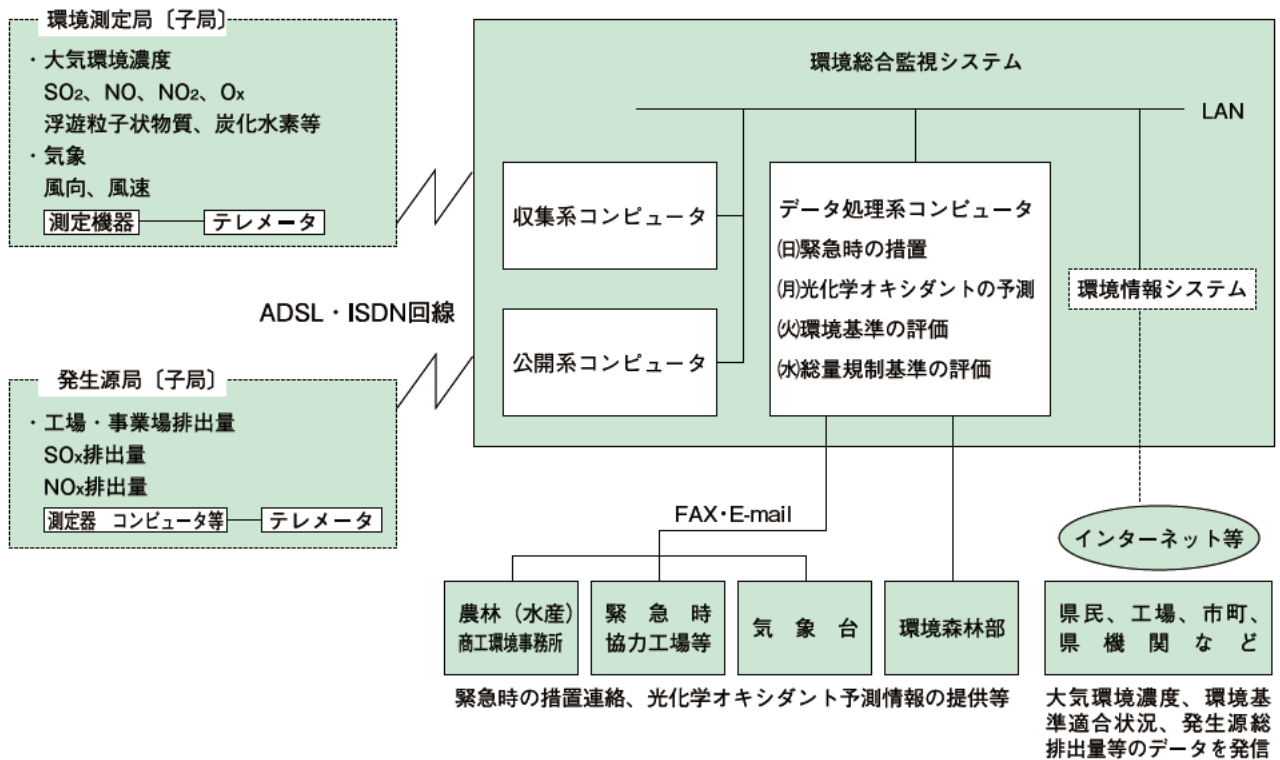 環境測定局〔子局〕
・大気環境濃度
SO₂、NO、NO₂、Ox
浮遊粒子状物質、炭化水素等
・気象
風向、風速
測定機器
テレメータ
ADSL・ISDN回線
発生源局〔子局〕
・工場・事業場排出量
SOx排出量
NOx排出量
測定器　コンピュータ等
テレメータ
環境総合監視システム
LAN
収集系コンピュータ
公開系コンピュータ
データ処理系コンピュータ
㈰緊急時の措置
㈪光化学オキシダントの予測
㈫環境基準の評価
㈬総量規制基準の評価
環境情報システム
FAX・E-mail
インターネット等
農林（水産）
商工環境事務所
緊急時
協力工場等
気象台
環境森林部
県民、工場、市町、
県機関など
緊急時の措置連絡、光化学オキシダント予測情報の提供等
大気環境濃度、環境基
準適合状況、発生源総
排出量等のデータを発信